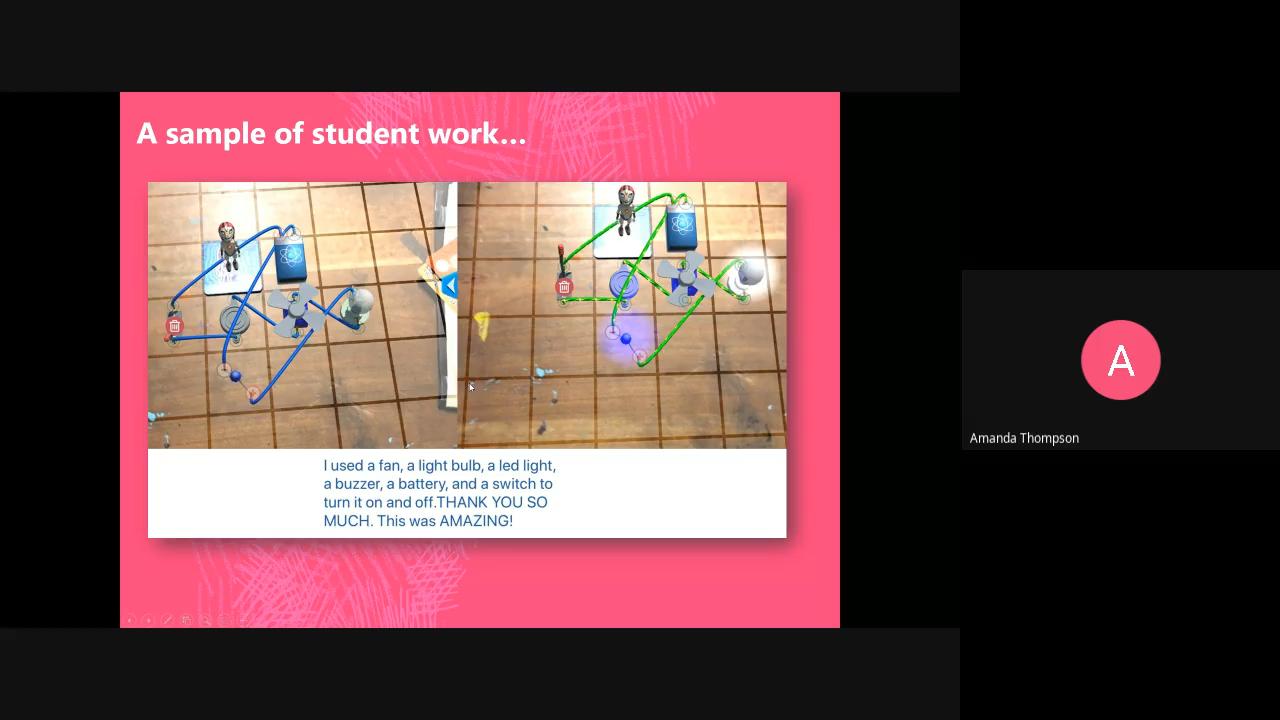 A sample of student work...
I used a fan, a light bulb, a led light,
a buzzer, a battery, and a switch to
turn it on and off.THANK YOU SO
MUCH. This was AMAZING!
A
Amanda Thompson